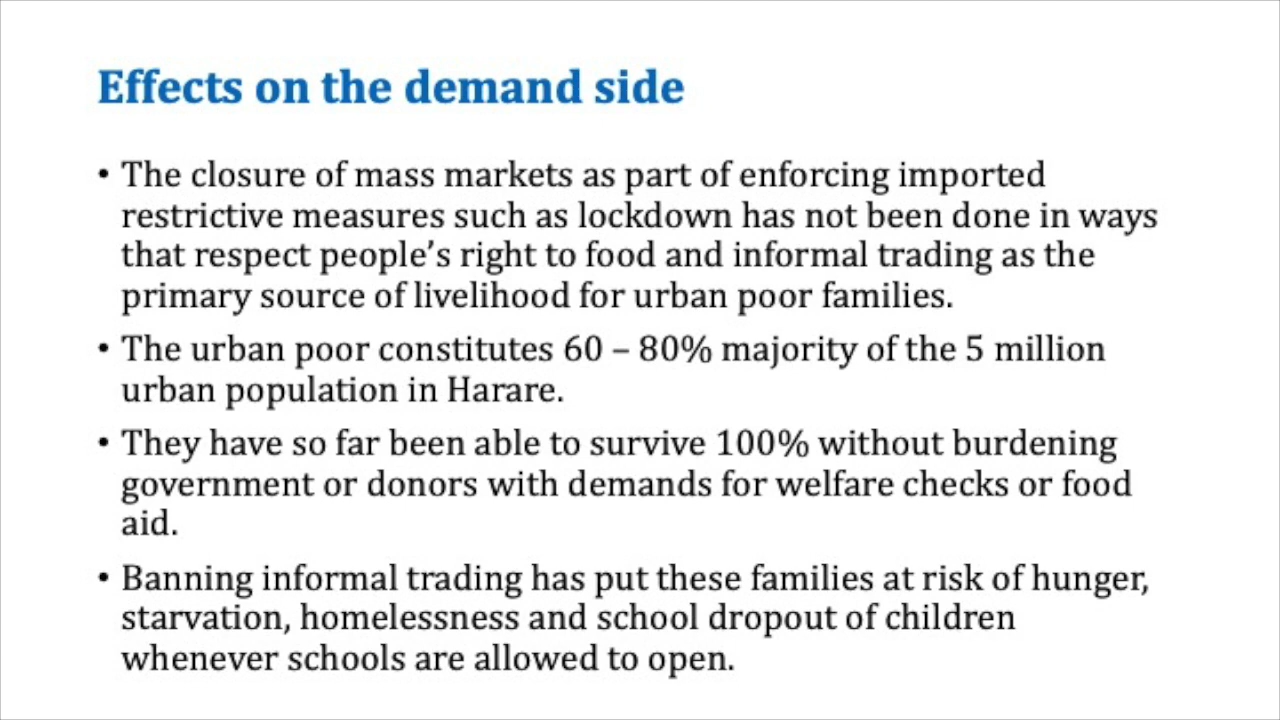 Effects on the demand side
• The closure of mass markets as part of enforcing imported
restrictive measures such as lockdown has not been done in ways
that respect people’s right to food and informal trading as the
primary source of livelihood for urban poor families.
• The urban poor constitutes 60 – 80% majority of the 5 million
urban population in Harare.
• They have so far been able to survive 100% without burdening
government or donors with demands for welfare checks or food
aid.
• Banning informal trading has put these families at risk of hunger,
starvation, homelessness and school dropout of children
whenever schools are allowed to open.